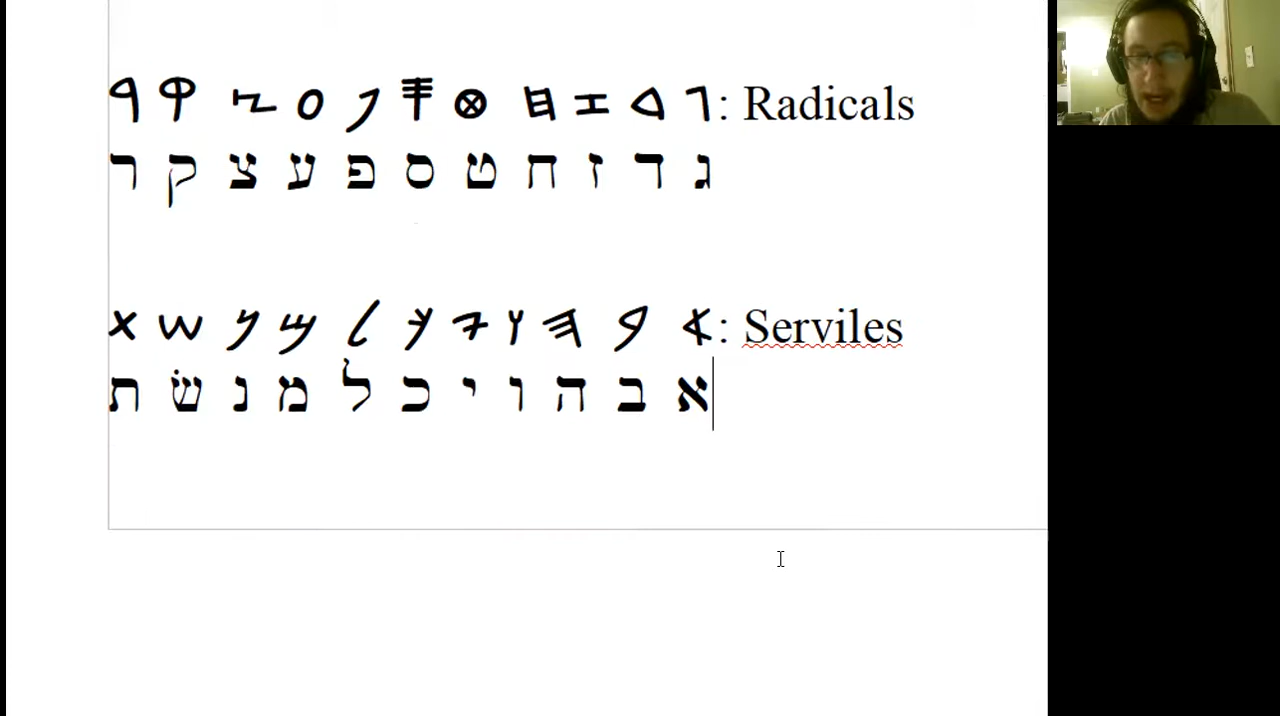 Radicals :𐤂 𐤃 𐤆 𐤇 𐤈 𐤎 𐤐 𐤏 𐤑 𐤒 𐤓
ג ד ז ח ט ס פ ע צ ק ר
Serviles :𐤀 𐤁 𐤄 𐤅 𐤉 𐤊 𐤋 𐤌 𐤍 𐤔 𐤕
א ב ה ו י כ ל מ נ שׂ ת